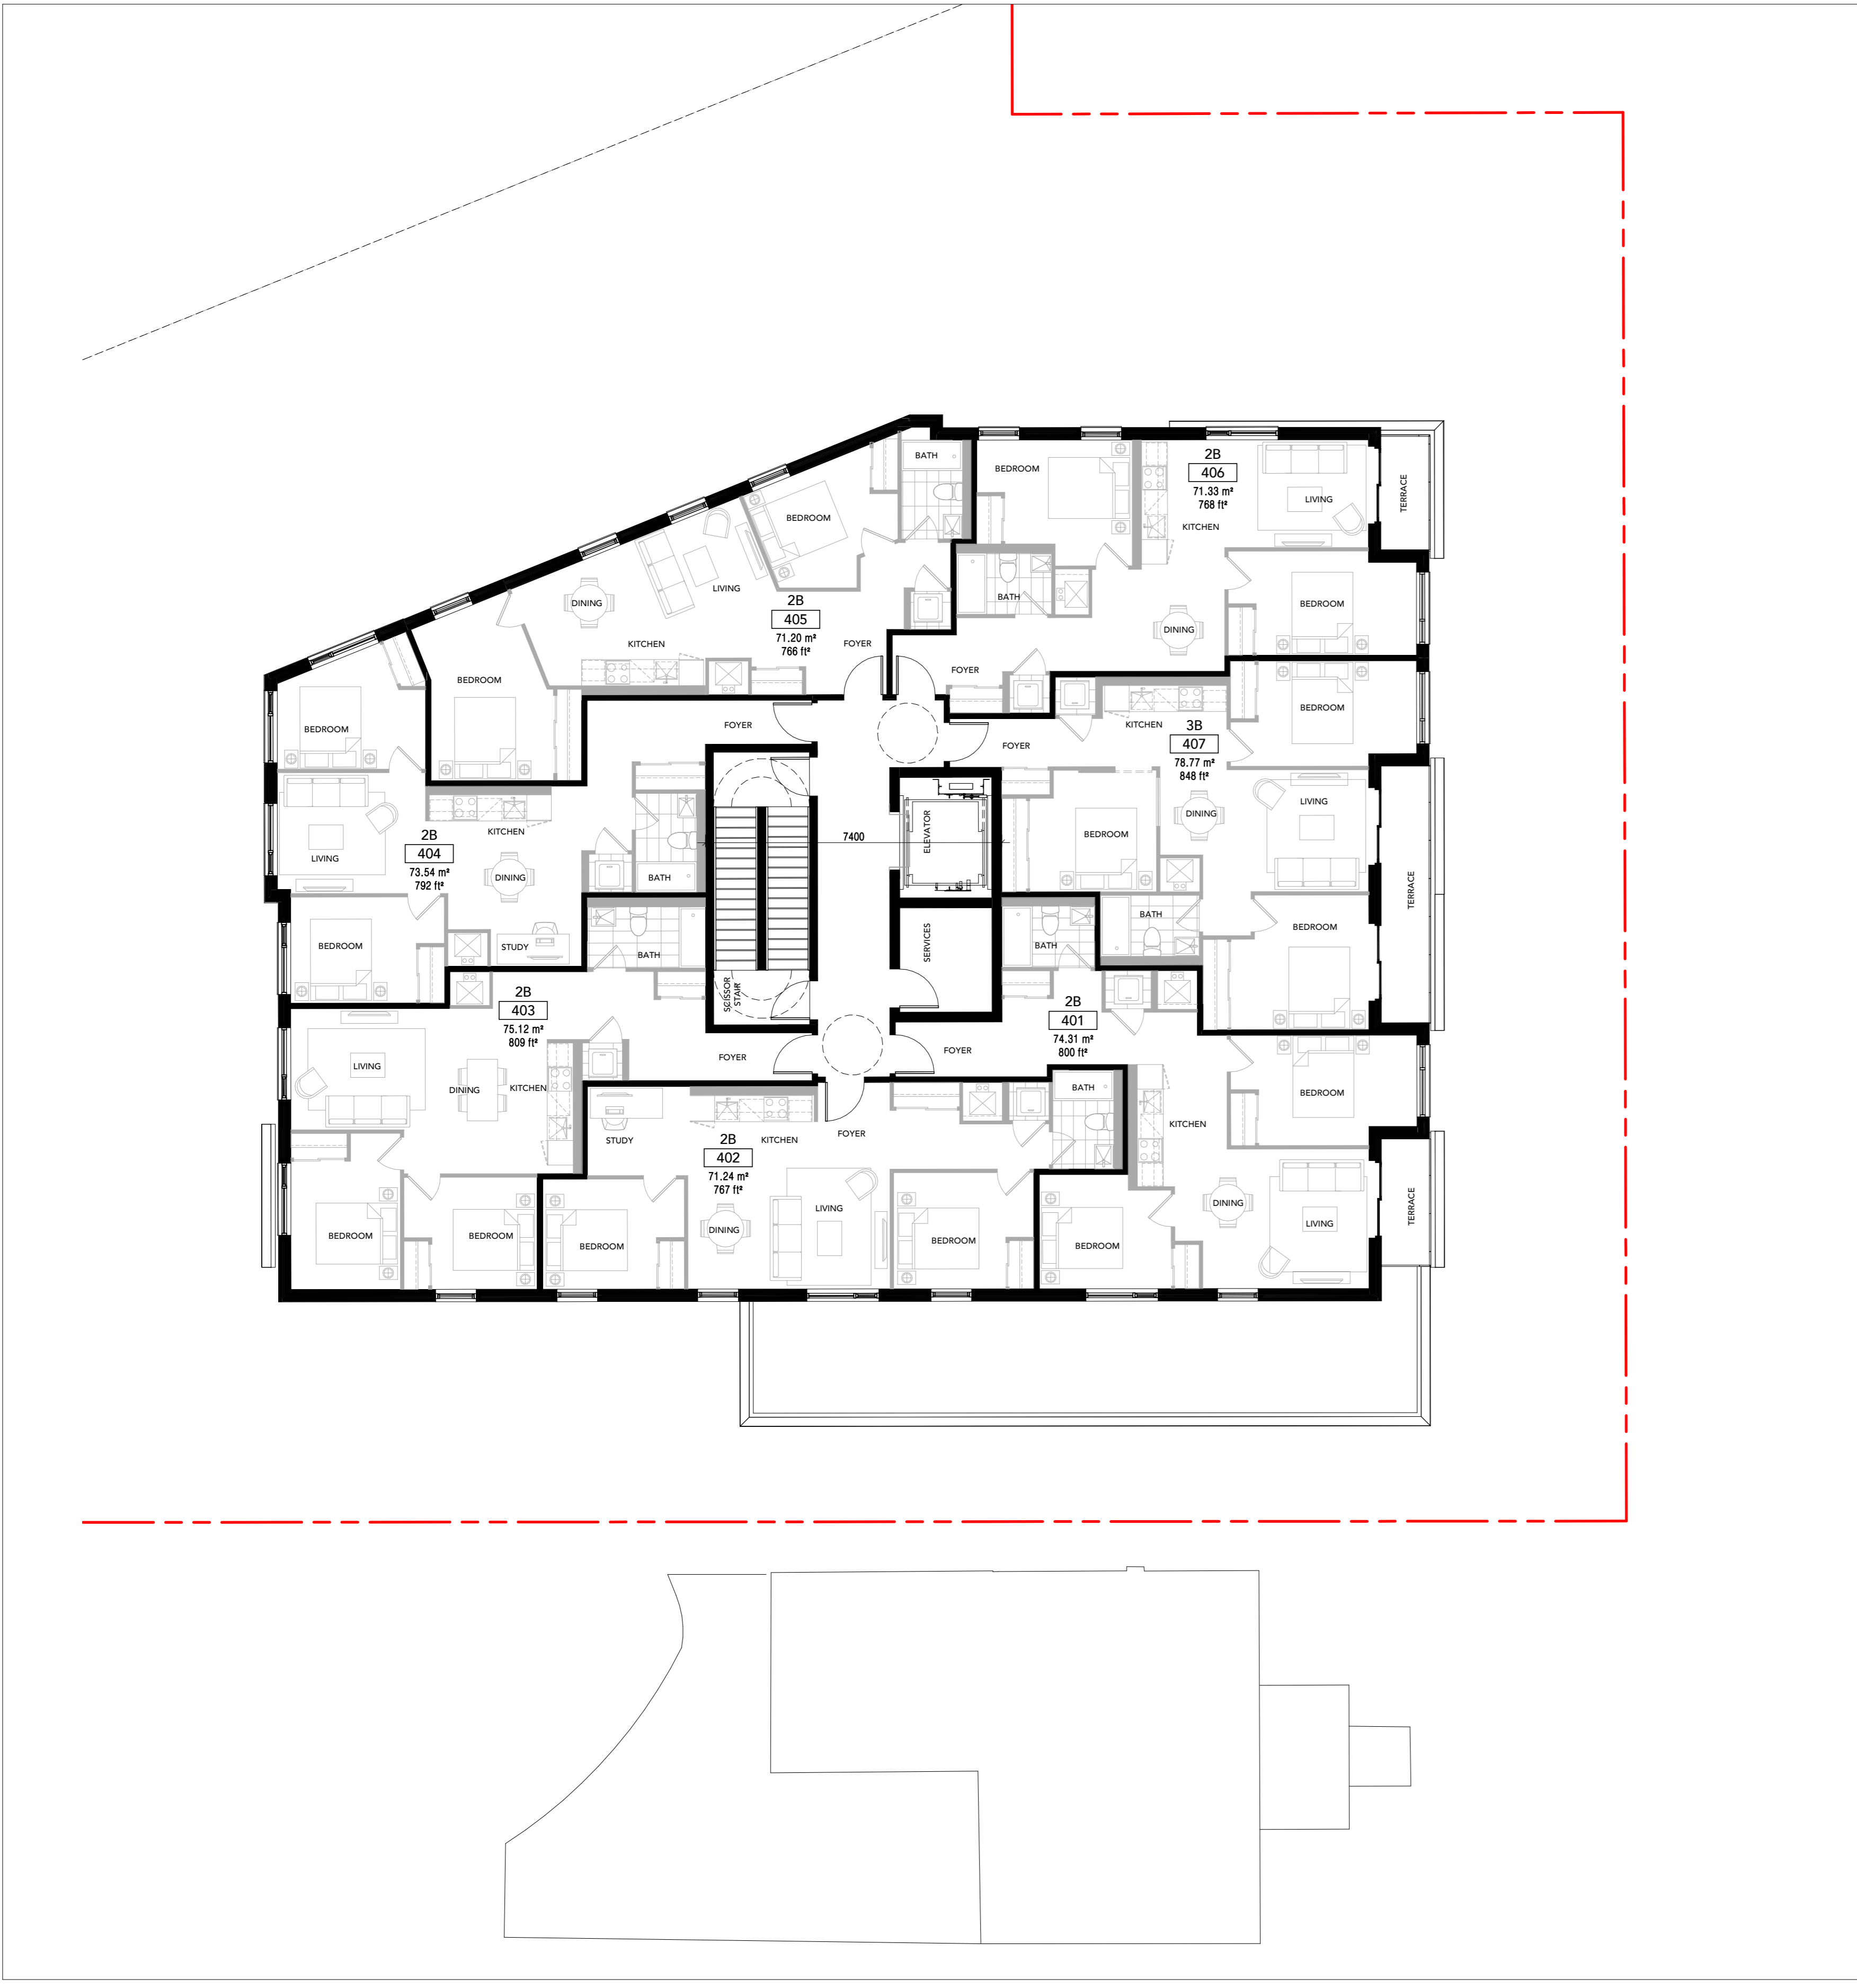 BATH
2B
406
71.33 m²
768 ft²
BEDROOM
LIVING
TERRACE
KITCHEN
BEDROOM
LIVING
DINING
2B
405
71.20 m²
766 ft²
KITCHEN
FOYER
BATH
BEDROOM
DINING
FOYER
BEDROOM
BEDROOM
BEDROOM
FOYER
FOYER
KITCHEN
3B
407
78.77 m²
848 ft²
BEDROOM
LIVING
DINING
BEDROOM
TERRACE
BATH
BEDROOM
LIVING
2B
404
73.54 m²
792 ft²
KITCHEN
DINING
BATH
BEDROOM
STUDY
7400
ELEVATOR
SERVICES
SCISSOR
STAIR
BATH
BATH
2B
403
75.12 m²
809 ft²
LIVING
DINING
KITCHEN
FOYER
BEDROOM
BEDROOM
2B
401
74.31 m²
800 ft²
FOYER
BATH
BEDROOM
KITCHEN
DINING
LIVING
TERRACE
BEDROOM
STUDY
2B
402
71.24 m²
767 ft²
KITCHEN
FOYER
LIVING
DINING
BEDROOM
BEDROOM